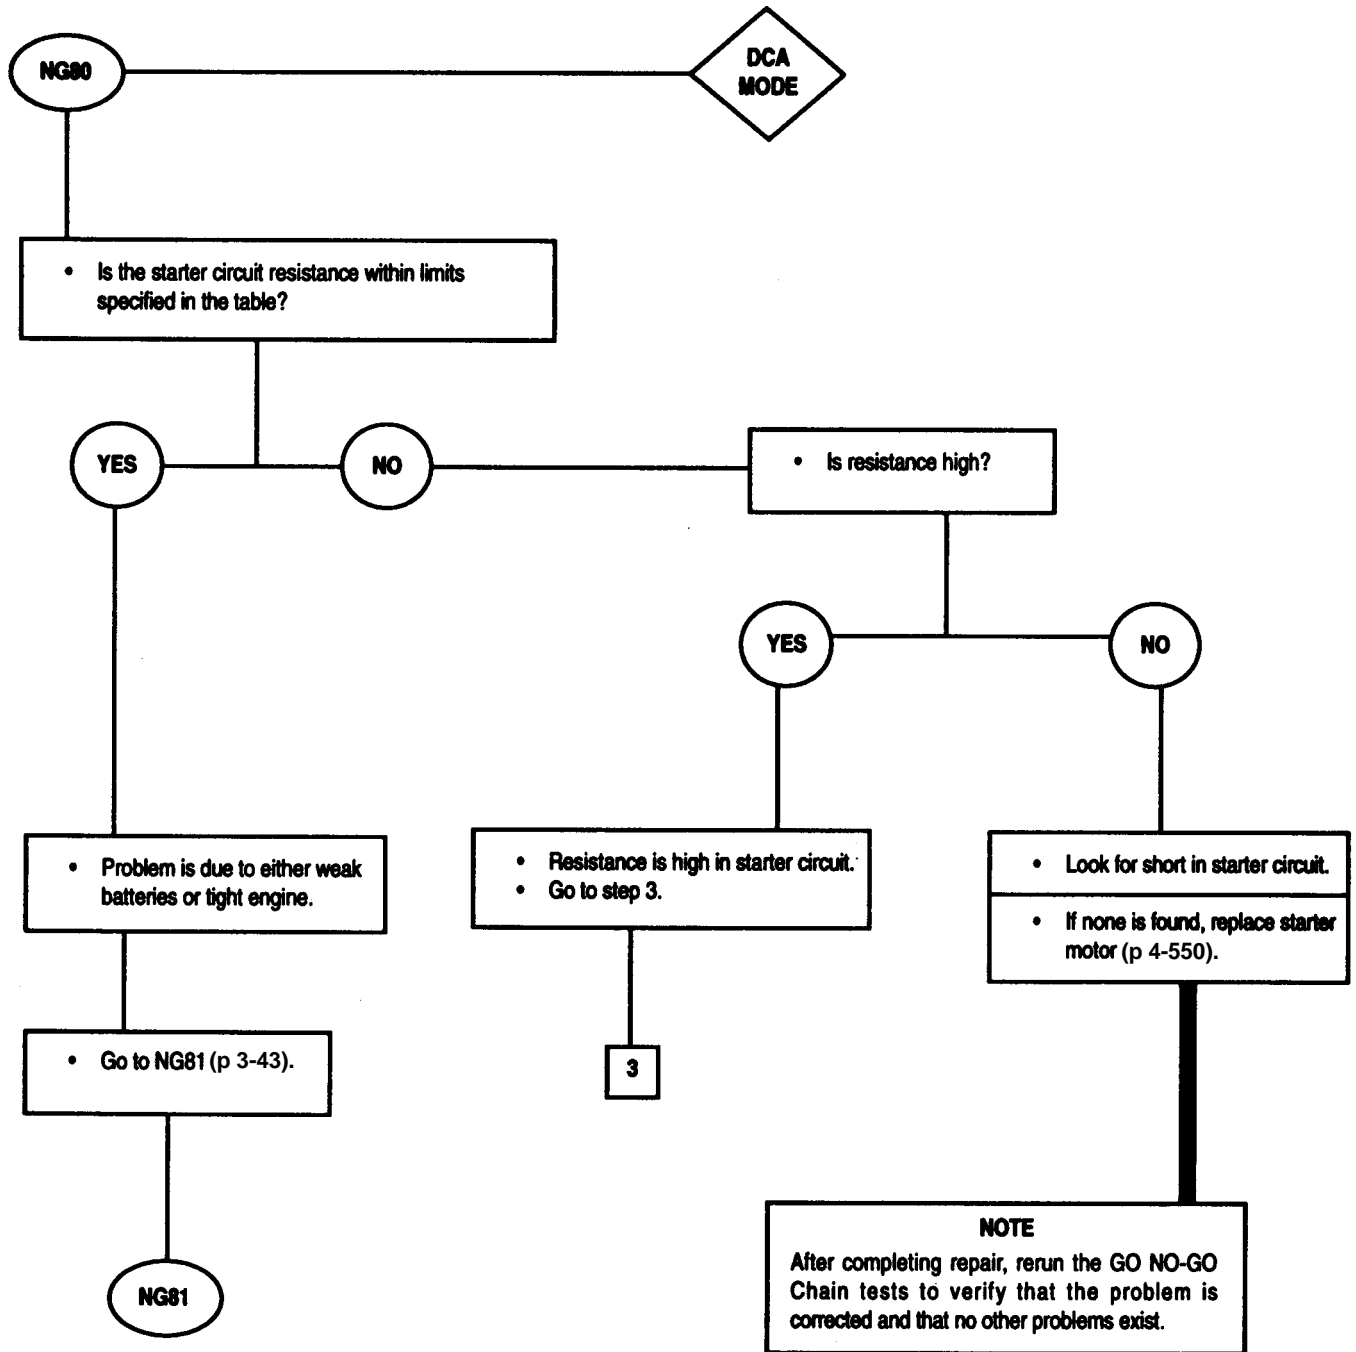 NG80
DCA
MODE
• Is the starter circuit resistance within limits
specified in the table?
YES
NO
• Is resistance high?
YES
NO
• Problem is due to either weak
batteries or tight engine.
• Resistance is high in starter circuit.
• Go to step 3.
• Look for short in starter circuit.
• If none is found, replace starter
motor (p 4-550).
• Go to NG81 (p 3-43).
3
NG81
NOTE
After completing repair, rerun the GO NO-GO
Chain tests to verify that the problem is
corrected and that no other problems exist.